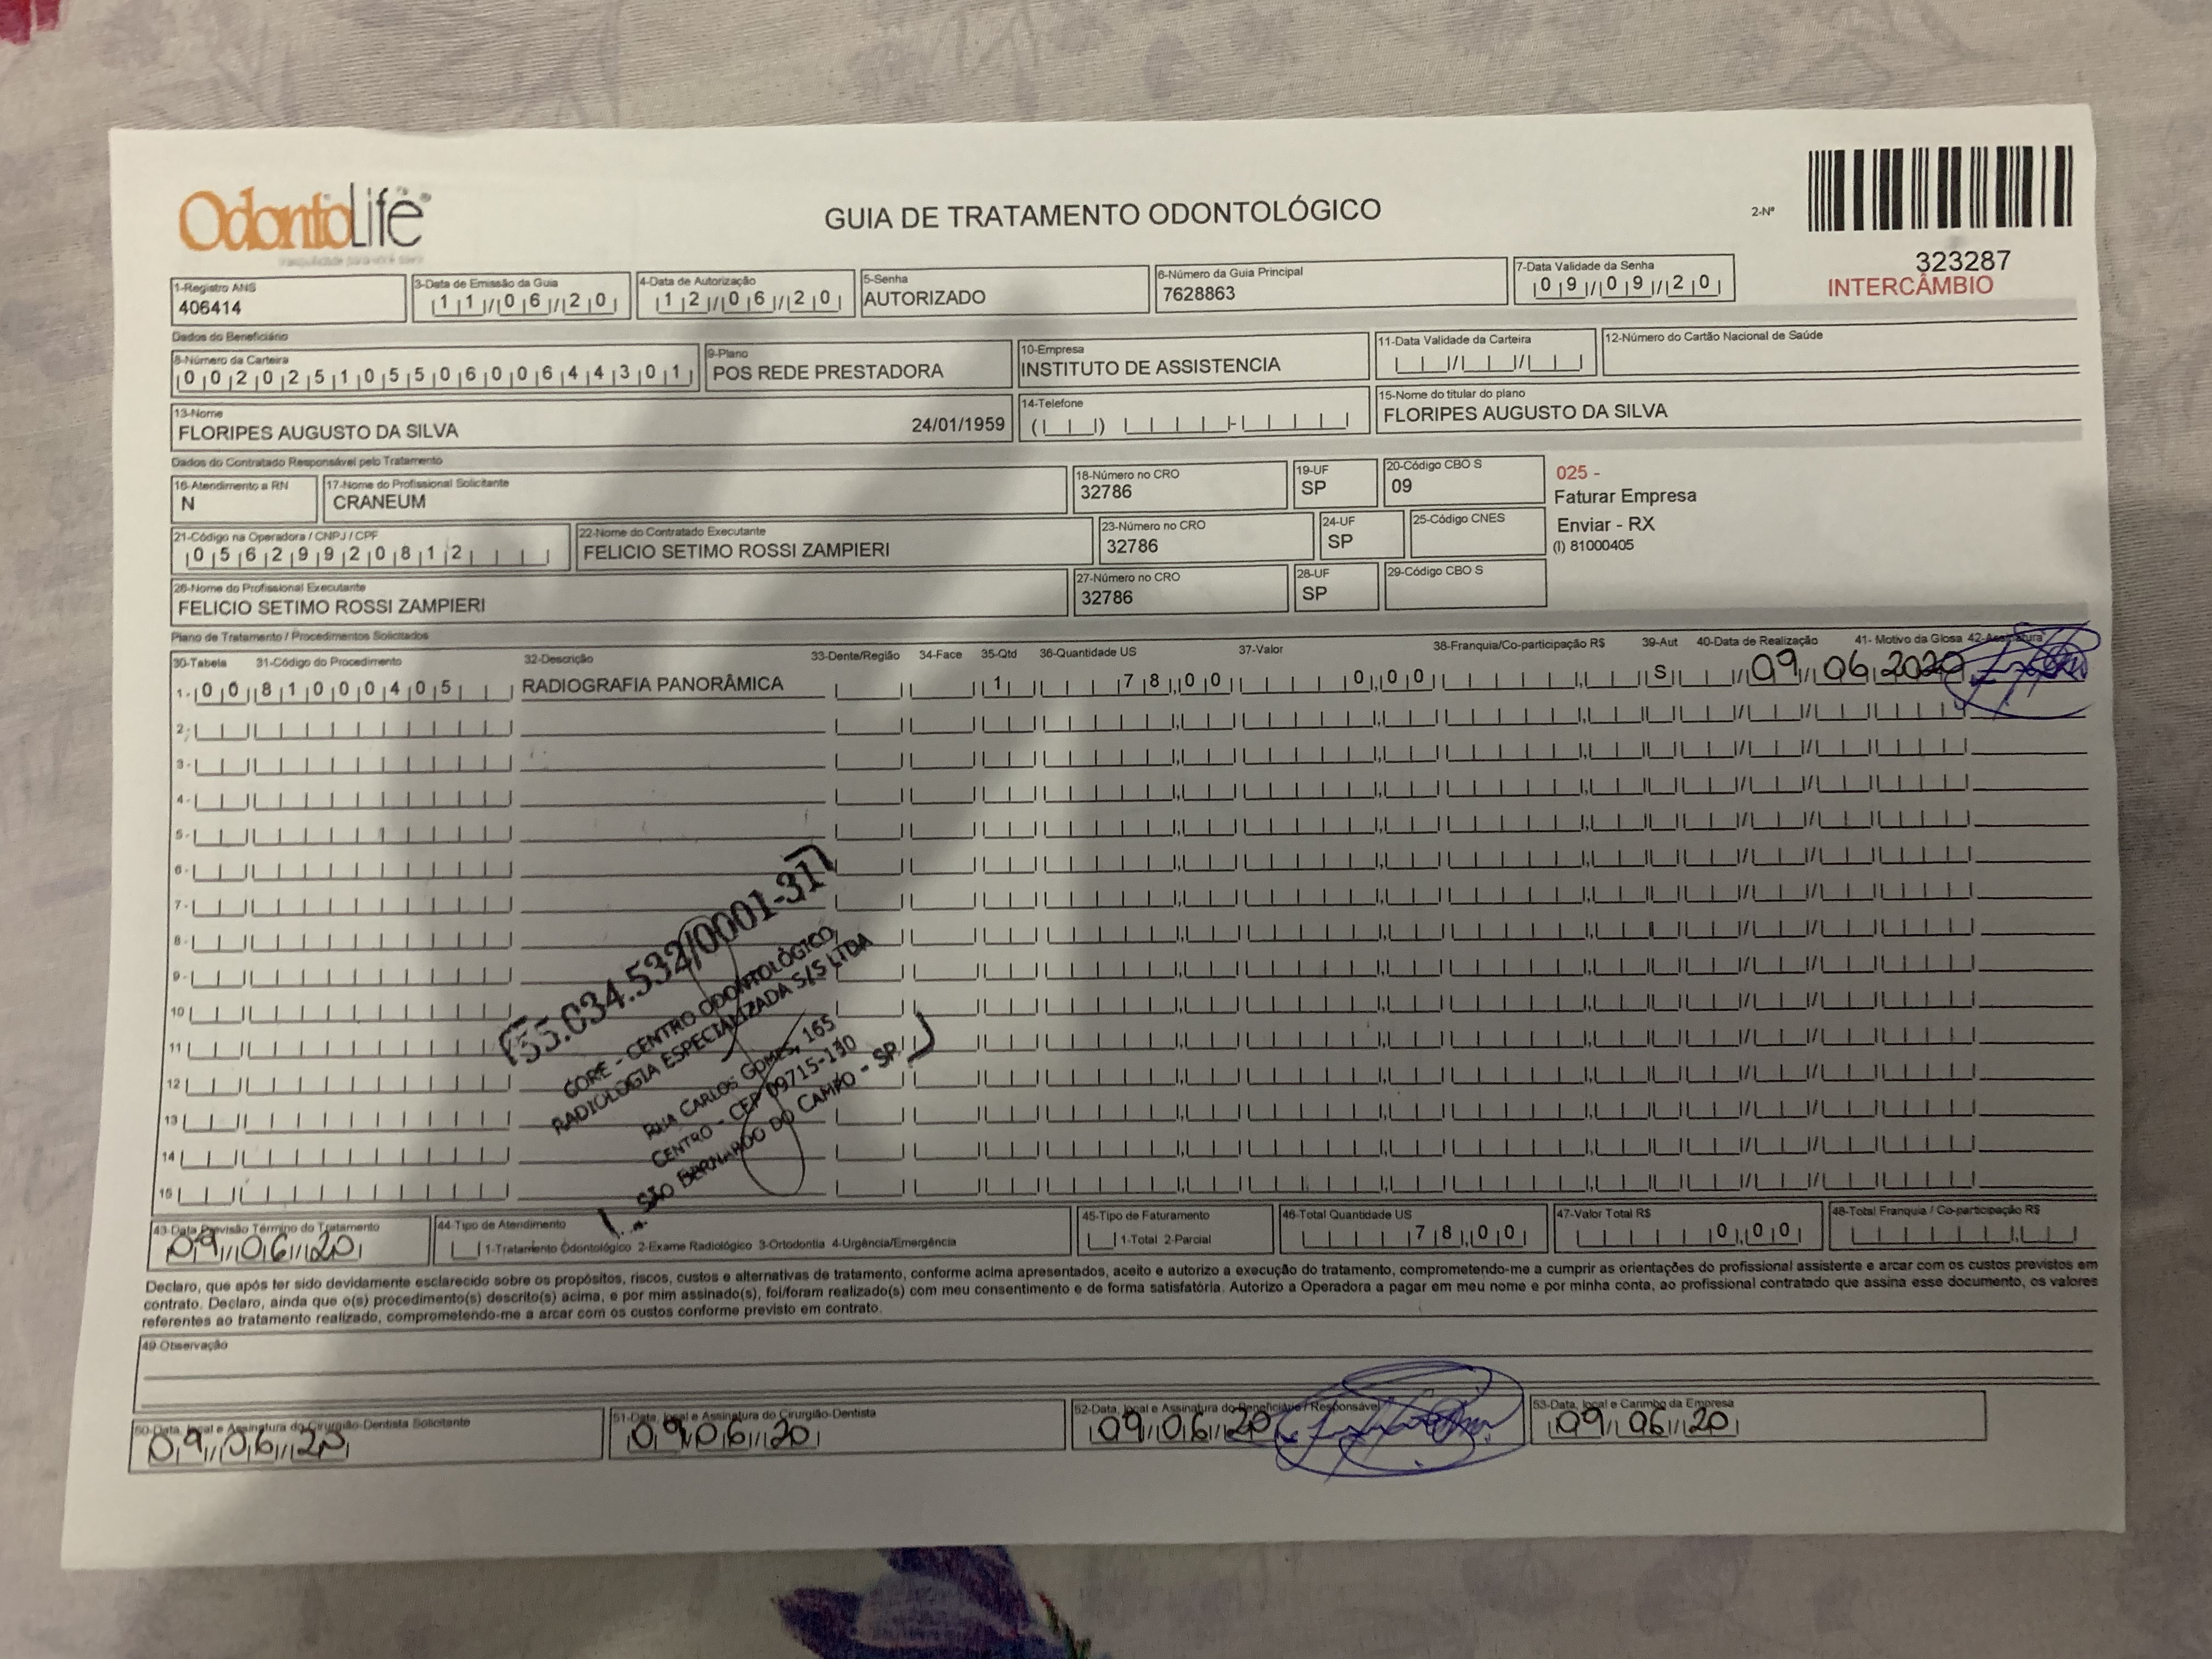 OdontoLife®
GUIA DE TRATAMENTO ODONTOLÓGICO
2-Nº
323287
INTERCÂMBIO
1-Registro ANS
406414
3-Data de Emissão da Guia
11/06/20
4-Data de Autorização
12/06/20
5-Senha
AUTORIZADO
6-Número da Guia Principal
7628863
7-Data Validade da Senha
09/09/20
Dados do Beneficiário
8-Número da Carteira
00202510550600644301
9-Plano
POS REDE PRESTADORA
10-Empresa
INSTITUTO DE ASSISTENCIA
11-Data Validade da Carteira
12-Número do Cartão Nacional de Saúde
13-Nome
FLORIPES AUGUSTO DA SILVA 24/01/1959
14-Telefone
15-Nome do titular do plano
FLORIPES AUGUSTO DA SILVA
Dados do Contratado Responsável pelo Tratamento
16-Atendimento a RN
N
17-Nome do Profissional Solicitante
CRANEUM
18-Número no CRO
32786
19-UF
SP
20-Código CBO S
09
025 -
Faturar Empresa
Enviar - RX
(I) 81000405
21-Código na Operadora / CNPJ / CPF
05629920812
22-Nome do Contratado Executante
FELICIO SETIMO ROSSI ZAMPIERI
23-Número no CRO
32786
24-UF
SP
25-Código CNES
26-Nome do Profissional Executante
FELICIO SETIMO ROSSI ZAMPIERI
27-Número no CRO
32786
28-UF
SP
29-Código CBO S
Plano de Tratamento / Procedimentos Solicitados
30-Tabela 31-Código do Procedimento 32-Descrição 33-Dente/Região 34-Face 35-Qtd 36-Quantidade US 37-Valor 38-Franquia/Co-participação R$ 39-Aut 40-Data de Realização 41- Motivo da Glosa 42-Assinatura
1- 00 81000405 RADIOGRAFIA PANORÂMICA 1 78,00 0,00 S 09/06/2020
2-
3-
4-
5-
6-
7-
8-
9-
10
11
12
13
14
15
55.034.532/0001-31
CORE - CENTRO ODONTOLÓGICO
RADIOLOGIA ESPECIALIZADA S/S LTDA
RUA CARLOS GOMES, 165
CENTRO - CEP 09715-130
SÃO BERNARDO DO CAMPO - SP
43-Data Previsão Término do Tratamento
09/06/20
44-Tipo de Atendimento
1-Tratamento Odontológico 2-Exame Radiológico 3-Ortodontia 4-Urgência/Emergência
45-Tipo de Faturamento
1-Total 2-Parcial
46-Total Quantidade US
78,00
47-Valor Total R$
0,00
48-Total Franquia / Co-participação R$
Declaro, que após ter sido devidamente esclarecido sobre os propósitos, riscos, custos e alternativas de tratamento, conforme acima apresentados, aceito e autorizo a execução do tratamento, comprometendo-me a cumprir as orientações do profissional assistente e arcar com os custos previstos em
contrato. Declaro, ainda que o(s) procedimento(s) descrito(s) acima, e por mim assinado(s), foi/foram realizado(s) com meu consentimento e de forma satisfatória. Autorizo a Operadora a pagar em meu nome e por minha conta, ao profissional contratado que assina esse documento, os valores
referentes ao tratamento realizado, comprometendo-me a arcar com os custos conforme previsto em contrato.
49-Observação
50-Data, local e Assinatura do Cirurgião-Dentista Solicitante
09/06/20
51-Data, local e Assinatura do Cirurgião-Dentista
09/06/20
52-Data, local e Assinatura do Beneficiário / Responsável
09/06/20
53-Data, local e Carimbo da Empresa
09/06/20